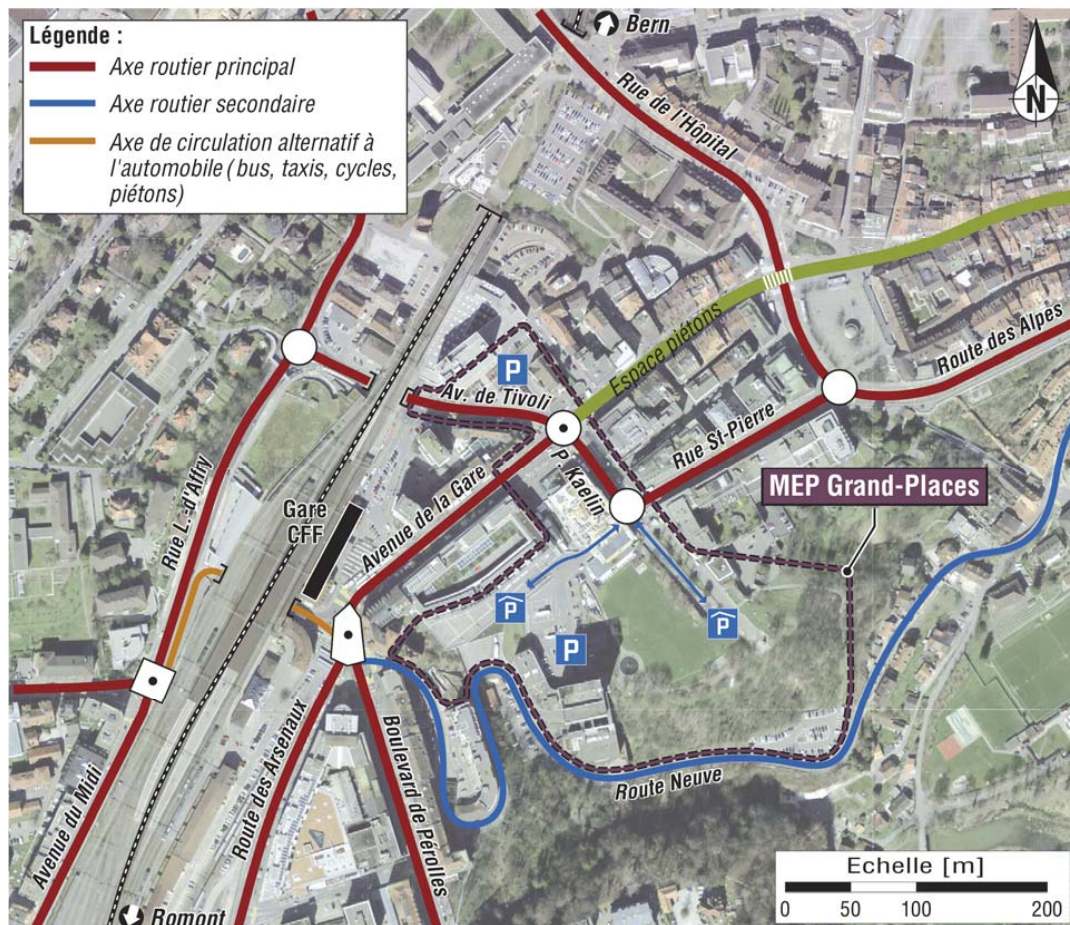 Légende :
Axe routier principal
Axe routier secondaire
Axe de circulation alternatif à
l'automobile (bus, taxis, cycles,
piétons)
Bern
N
Rue de l'Hôpital
Espace piétons
Route des Alpes
P
Av. de Tivoli
Rue St-Pierre
P. Kaelin
MEP Grand-Places
Rue L.-d'Affry
Gare
CFF
Avenue de la Gare
P
P
P
Avenue du Midi
Route des Arsenaux
Boulevard de Pérolles
Route Neuve
Romont
Echelle [m]
0 50 100 200